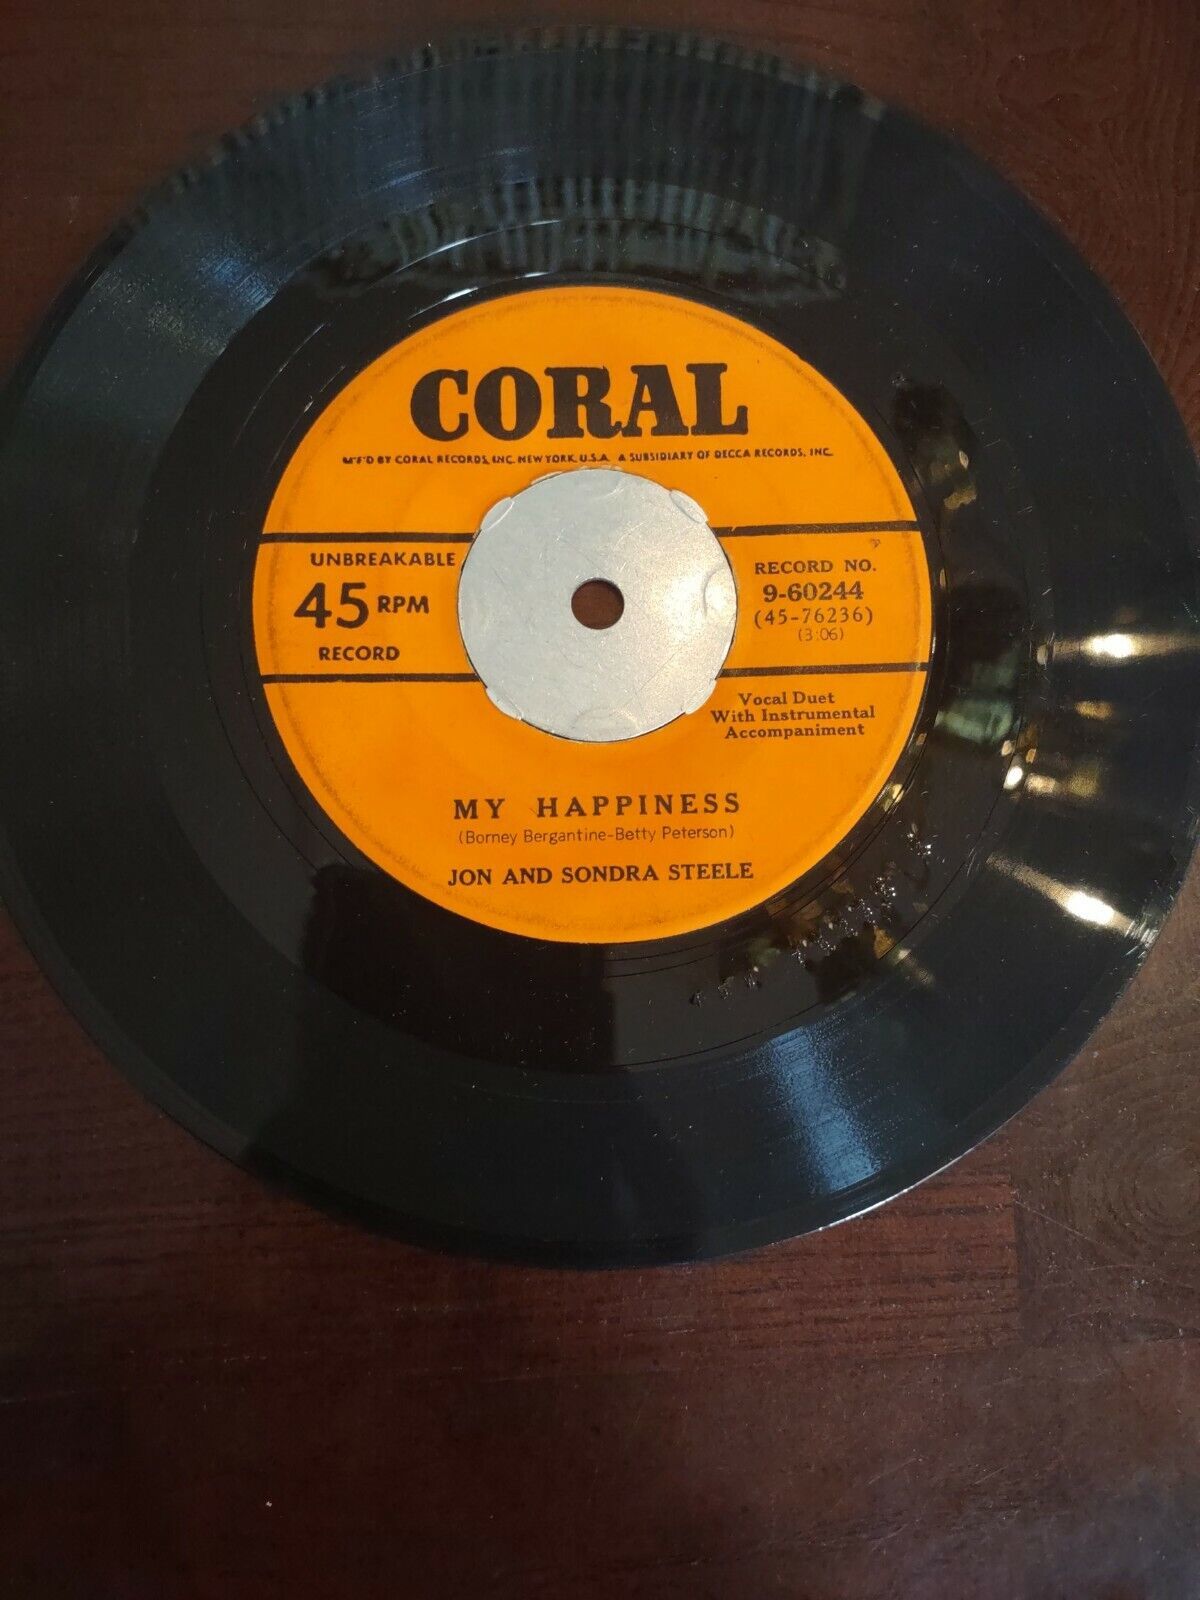 CORAL
M'F'D BY CORAL RECORDS, INC. NEW YORK, U.S.A. A SUBSIDIARY OF DECCA RECORDS, INC.
UNBREAKABLE
45 RPM
RECORD
RECORD NO.
9-60244
(45-76236)
(3:06)
Vocal Duet
With Instrumental
Accompaniment
MY HAPPINESS
(Borney Bergantine-Betty Peterson)
JON AND SONDRA STEELE